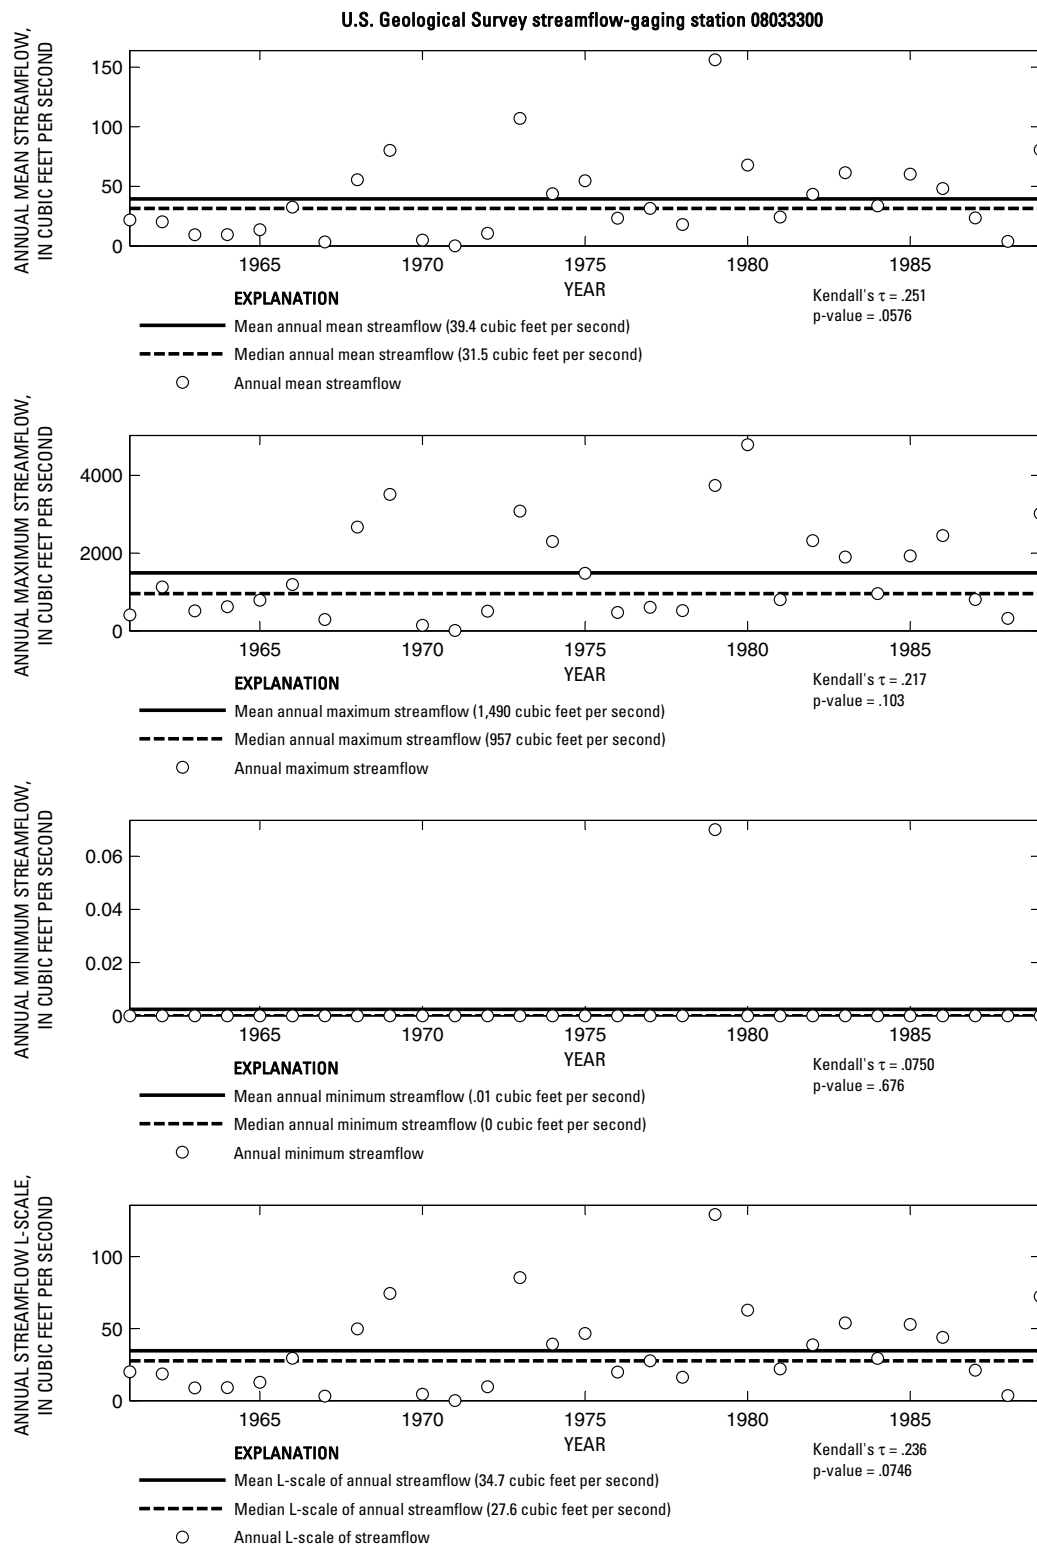 U.S. Geological Survey streamflow-gaging station 08033300
ANNUAL MEAN STREAMFLOW,
IN CUBIC FEET PER SECOND
150
100
50
0
1965 1970 1975 1980 1985
YEAR
Kendall's τ = .251
p-value = .0576
EXPLANATION
Mean annual mean streamflow (39.4 cubic feet per second)
Median annual mean streamflow (31.5 cubic feet per second)
Annual mean streamflow
ANNUAL MAXIMUM STREAMFLOW,
IN CUBIC FEET PER SECOND
4000
2000
0
1965 1970 1975 1980 1985
YEAR
Kendall's τ = .217
p-value = .103
EXPLANATION
Mean annual maximum streamflow (1,490 cubic feet per second)
Median annual maximum streamflow (957 cubic feet per second)
Annual maximum streamflow
ANNUAL MINIMUM STREAMFLOW,
IN CUBIC FEET PER SECOND
0.06
0.04
0.02
0
1965 1970 1975 1980 1985
YEAR
Kendall's τ = .0750
p-value = .676
EXPLANATION
Mean annual minimum streamflow (.01 cubic feet per second)
Median annual minimum streamflow (0 cubic feet per second)
Annual minimum streamflow
ANNUAL STREAMFLOW L-SCALE,
IN CUBIC FEET PER SECOND
100
50
0
1965 1970 1975 1980 1985
YEAR
Kendall's τ = .236
p-value = .0746
EXPLANATION
Mean L-scale of annual streamflow (34.7 cubic feet per second)
Median L-scale of annual streamflow (27.6 cubic feet per second)
Annual L-scale of streamflow